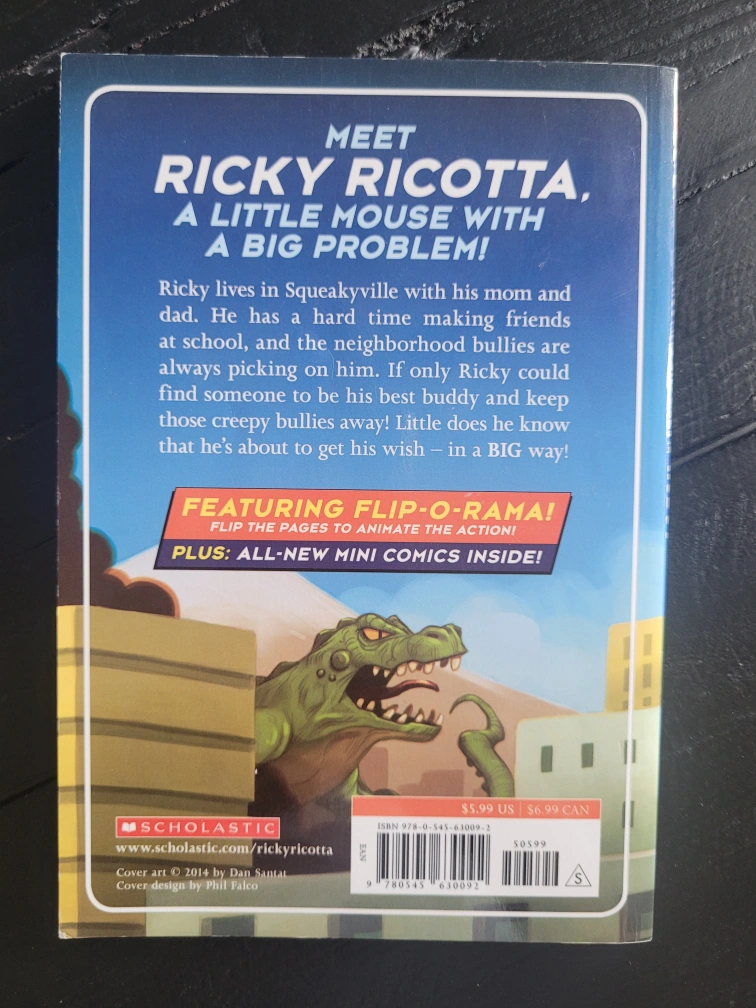 MEET
RICKY RICOTTA,
A LITTLE MOUSE WITH
A BIG PROBLEM!
Ricky lives in Squeakyville with his mom and
dad. He has a hard time making friends
at school, and the neighborhood bullies are
always picking on him. If only Ricky could
find someone to be his best buddy and keep
those creepy bullies away! Little does he know
that he's about to get his wish – in a BIG way!
FEATURING FLIP-O-RAMA!
FLIP THE PAGES TO ANIMATE THE ACTION!
PLUS: ALL-NEW MINI COMICS INSIDE!
SCHOLASTIC
www.scholastic.com/rickyricotta
Cover art © 2014 by Dan Santat
Cover design by Phil Falco
$5.99 US | $6.99 CAN
ISBN 978-0-545-63009-2
EAN
50599
9 780545 630092
S